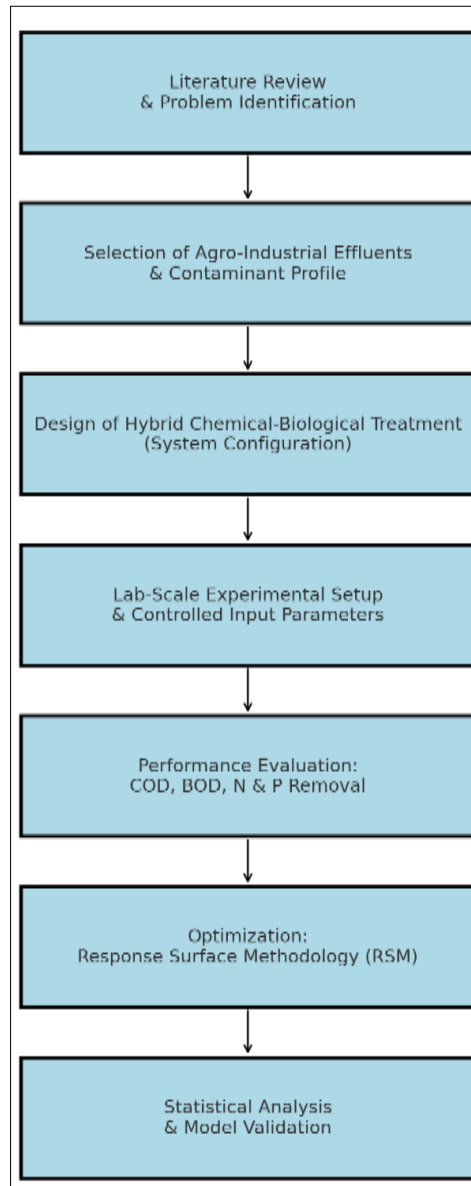 Literature Review
& Problem Identification
Selection of Agro-Industrial Effluents
& Contaminant Profile
Design of Hybrid Chemical-Biological Treatment
(System Configuration)
Lab-Scale Experimental Setup
& Controlled Input Parameters
Performance Evaluation:
COD, BOD, N & P Removal
Optimization:
Response Surface Methodology (RSM)
Statistical Analysis
& Model Validation